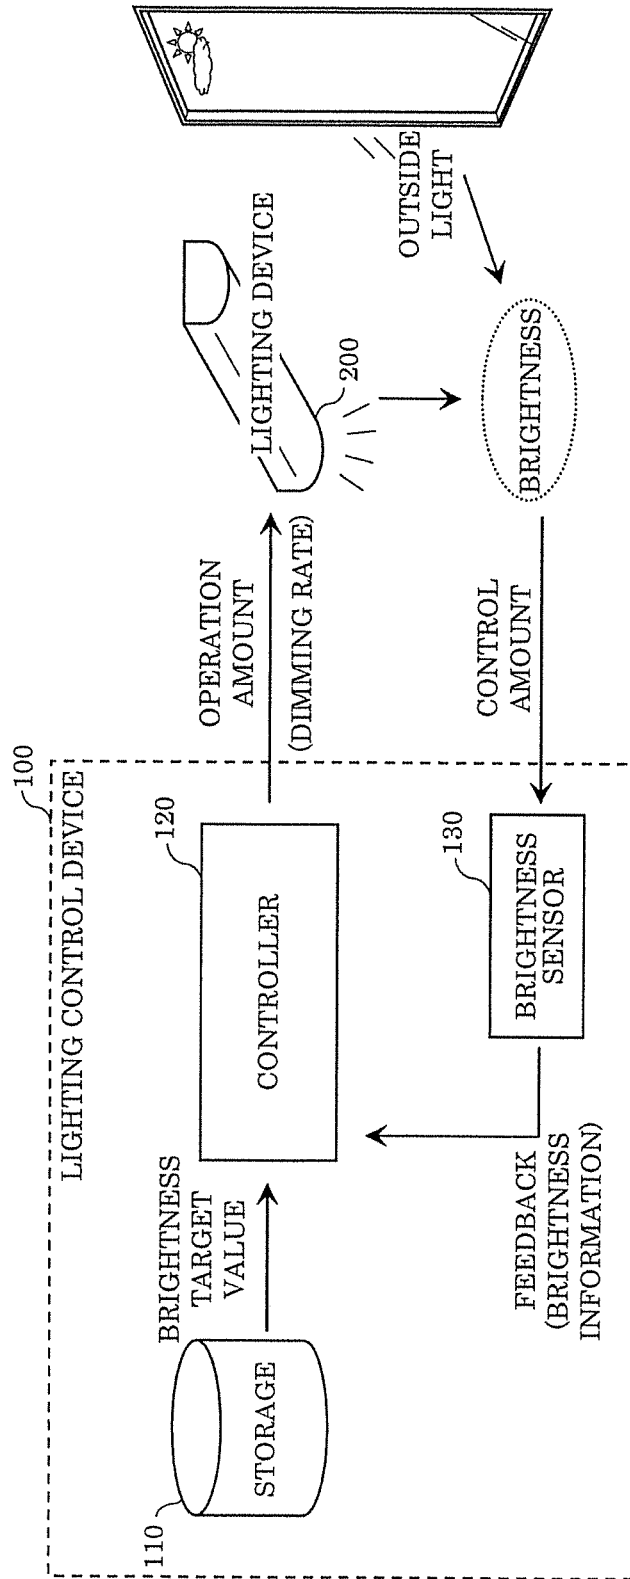 100
LIGHTING CONTROL DEVICE
110
STORAGE
BRIGHTNESS
TARGET
VALUE
120
CONTROLLER
OPERATION
AMOUNT
(DIMMING RATE)
LIGHTING DEVICE
200
OUTSIDE
LIGHT
BRIGHTNESS
CONTROL
AMOUNT
130
BRIGHTNESS
SENSOR
FEEDBACK
(BRIGHTNESS
INFORMATION)